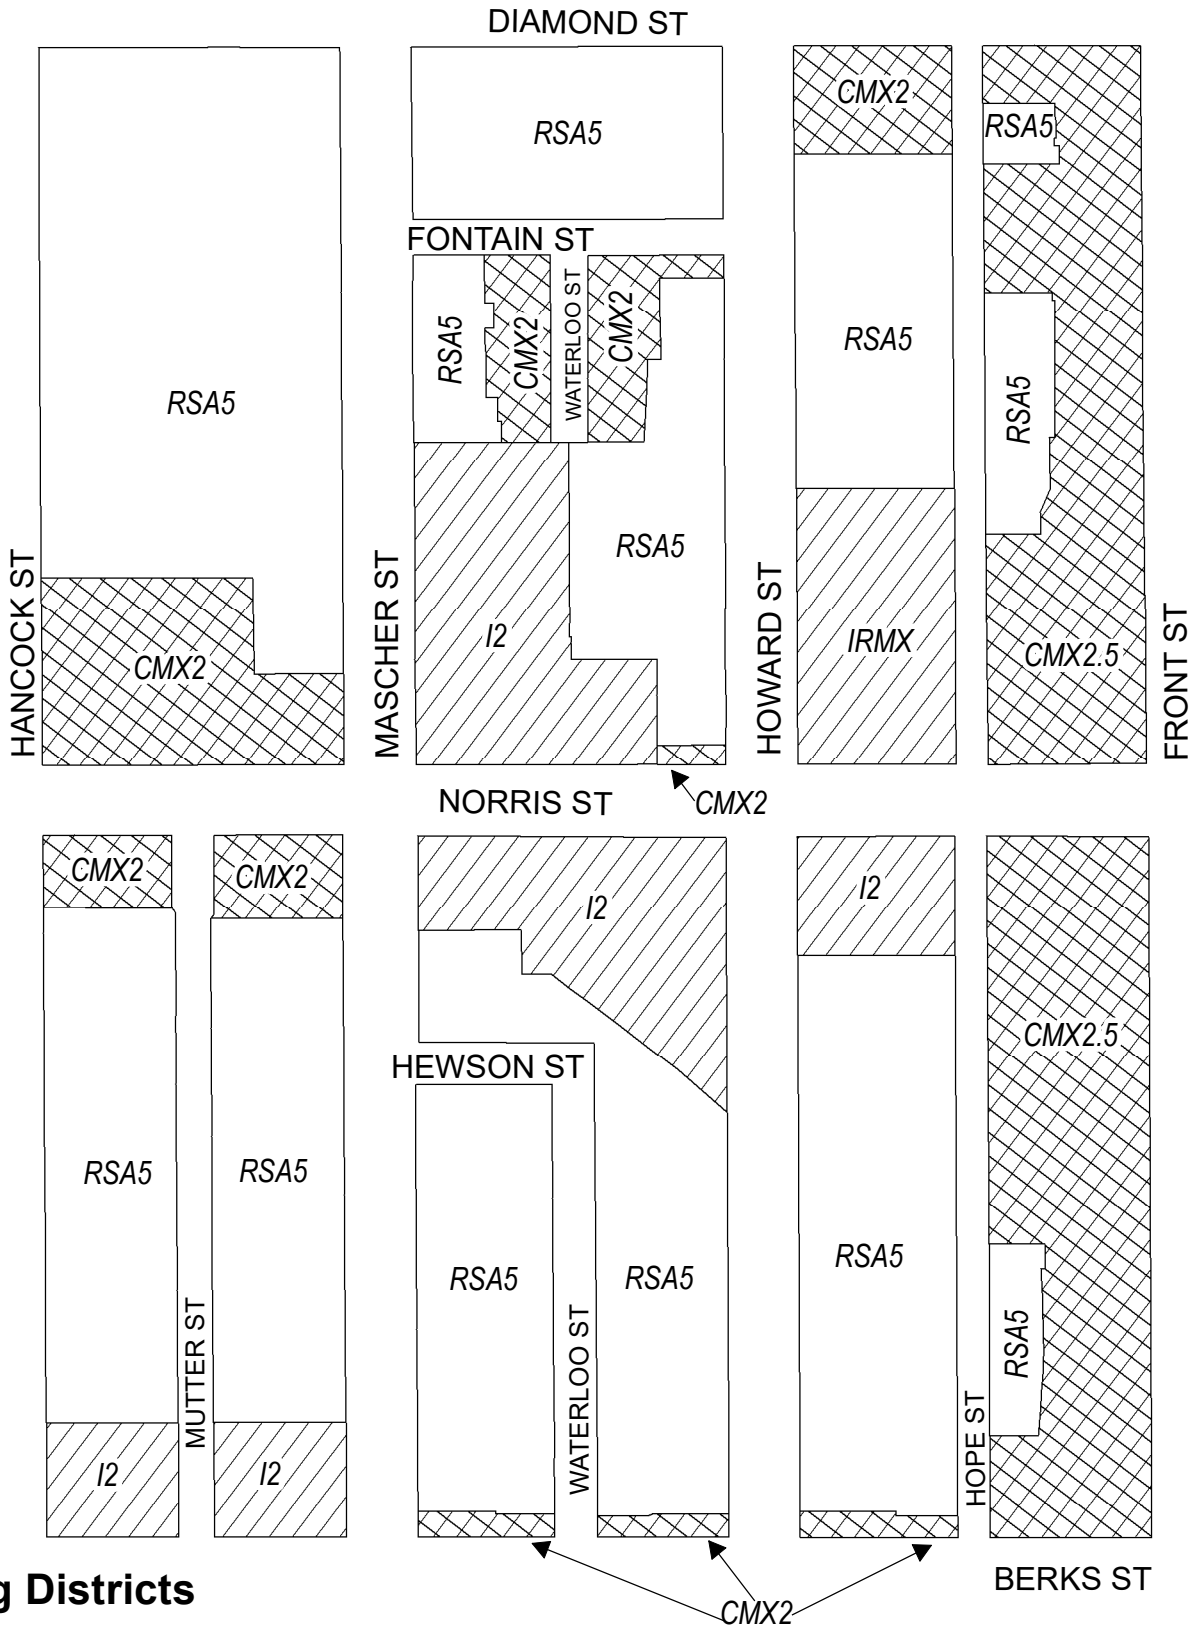 DIAMOND ST
CMX2
RSA5
RSA5
FONTAIN ST
RSA5
CMX2
WATERLOO ST
CMX2
RSA5
RSA5
RSA5
RSA5
HANCOCK ST
CMX2
MASCHER ST
I2
HOWARD ST
IRMX
CMX2.5
FRONT ST
NORRIS ST
CMX2
CMX2
CMX2
I2
I2
CMX2.5
HEWSON ST
RSA5
RSA5
RSA5
RSA5
RSA5
RSA5
MUTTER ST
WATERLOO ST
HOPE ST
I2
I2
g Districts
BERKS ST
CMX2